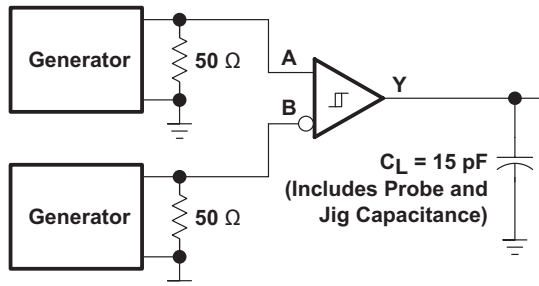 Generator
50 Ω
A
B
Y
Generator
50 Ω
C_L = 15 pF
(Includes Probe and
Jig Capacitance)